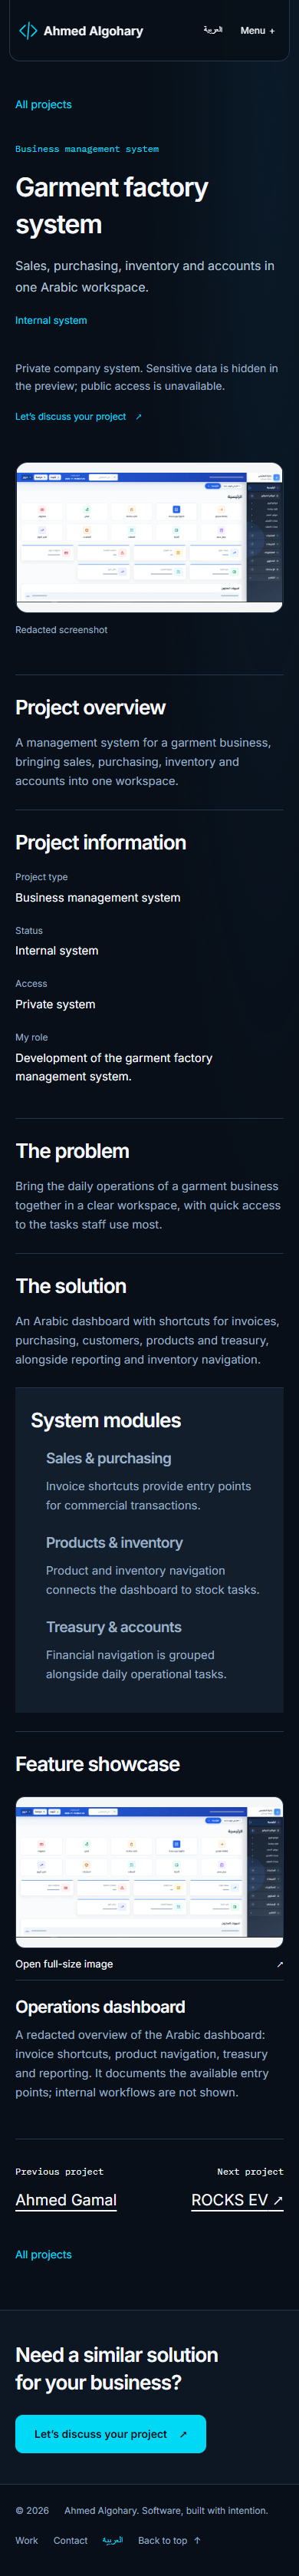 Ahmed Algohary
العربية
Menu +
All projects
Business management system
Garment factory
system
Sales, purchasing, inventory and accounts in
one Arabic workspace.
Internal system
Private company system. Sensitive data is hidden in
the preview; public access is unavailable.
Let's discuss your project ↗
الرئيسية
Redacted screenshot
Project overview
A management system for a garment business,
bringing sales, purchasing, inventory and
accounts into one workspace.
Project information
Project type
Business management system
Status
Internal system
Access
Private system
My role
Development of the garment factory
management system.
The problem
Bring the daily operations of a garment business
together in a clear workspace, with quick access
to the tasks staff use most.
The solution
An Arabic dashboard with shortcuts for invoices,
purchasing, customers, products and treasury,
alongside reporting and inventory navigation.
System modules
Sales & purchasing
Invoice shortcuts provide entry points
for commercial transactions.
Products & inventory
Product and inventory navigation
connects the dashboard to stock tasks.
Treasury & accounts
Financial navigation is grouped
alongside daily operational tasks.
Feature showcase
الرئيسية
Open full-size image ↗
Operations dashboard
A redacted overview of the Arabic dashboard:
invoice shortcuts, product navigation, treasury
and reporting. It documents the available entry
points; internal workflows are not shown.
Previous project
Next project
Ahmed Gamal
ROCKS EV ↗
All projects
Need a similar solution
for your business?
Let's discuss your project ↗
© 2026 Ahmed Algohary. Software, built with intention.
Work Contact العربية Back to top ↑